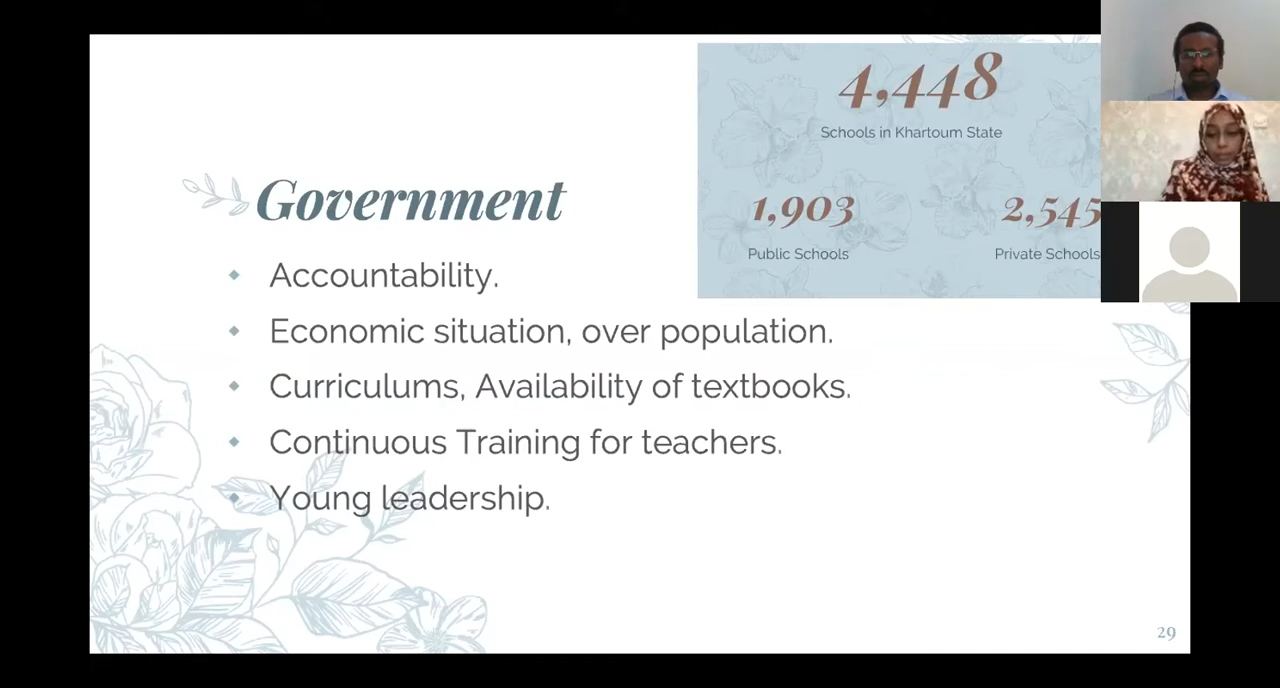 4,448
Schools in Khartoum State
1,903
2,545
Public Schools
Private Schools
Government
Accountability.
Economic situation, over population.
Curriculums, Availability of textbooks.
Continuous Training for teachers.
Young leadership.
29